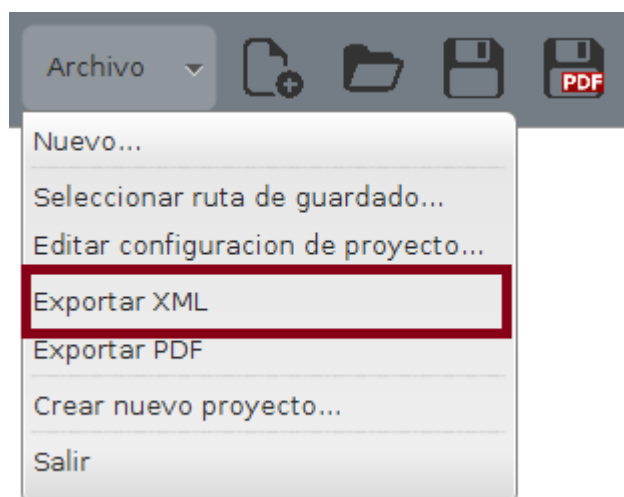 Archivo
PDF
Nuevo...
Seleccionar ruta de guardado...
Editar configuracion de proyecto...
Exportar XML
Exportar PDF
Crear nuevo proyecto...
Salir